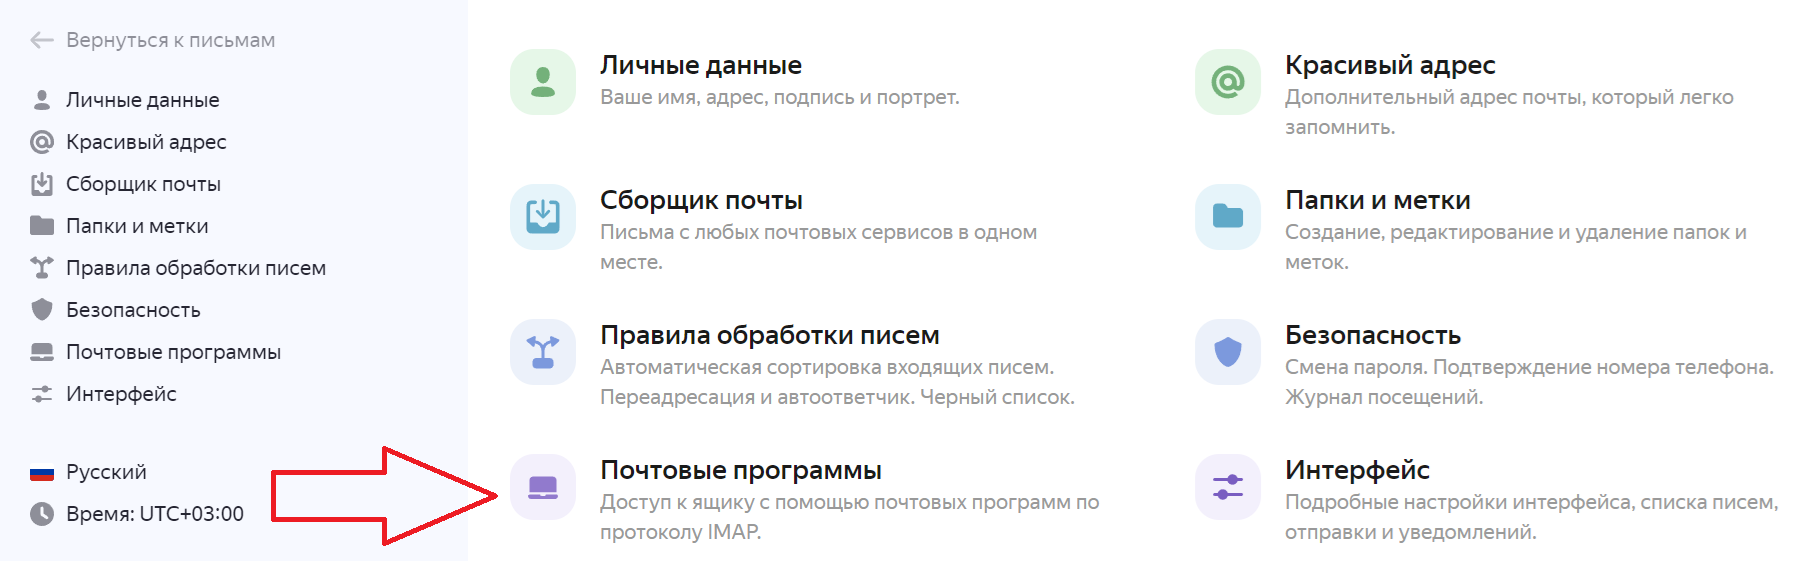 Вернуться к письмам
Личные данные
Красивый адрес
Сборщик почты
Папки и метки
Правила обработки писем
Безопасность
Почтовые программы
Интерфейс
Русский
Время: UTC+03:00
Личные данные
Ваше имя, адрес, подпись и портрет.
Красивый адрес
Дополнительный адрес почты, который легко
запомнить.
Сборщик почты
Письма с любых почтовых сервисов в одном
месте.
Папки и метки
Создание, редактирование и удаление папок и
меток.
Правила обработки писем
Автоматическая сортировка входящих писем.
Переадресация и автоответчик. Черный список.
Безопасность
Смена пароля. Подтверждение номера телефона.
Журнал посещений.
Почтовые программы
Доступ к ящику с помощью почтовых программ по
протоколу IMAP.
Интерфейс
Подробные настройки интерфейса, списка писем,
отправки и уведомлений.